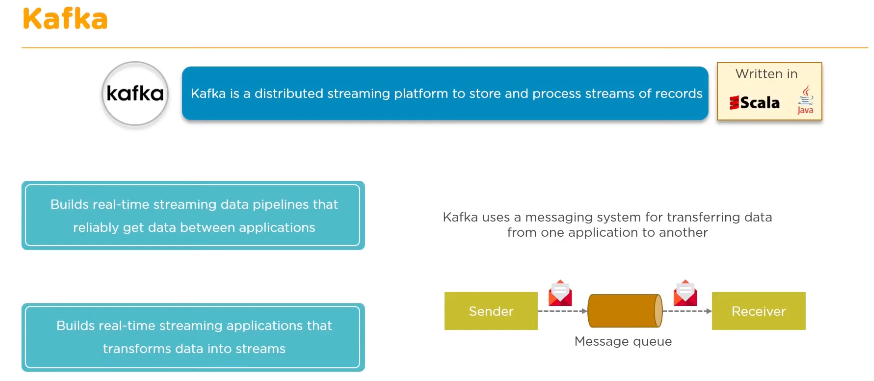 Kafka
kafka
Kafka is a distributed streaming platform to store and process streams of records
Written in
Scala
Java
Builds real-time streaming data pipelines that
reliably get data between applications
Kafka uses a messaging system for transferring data
from one application to another
Builds real-time streaming applications that
transforms data into streams
Sender
Receiver
Message queue